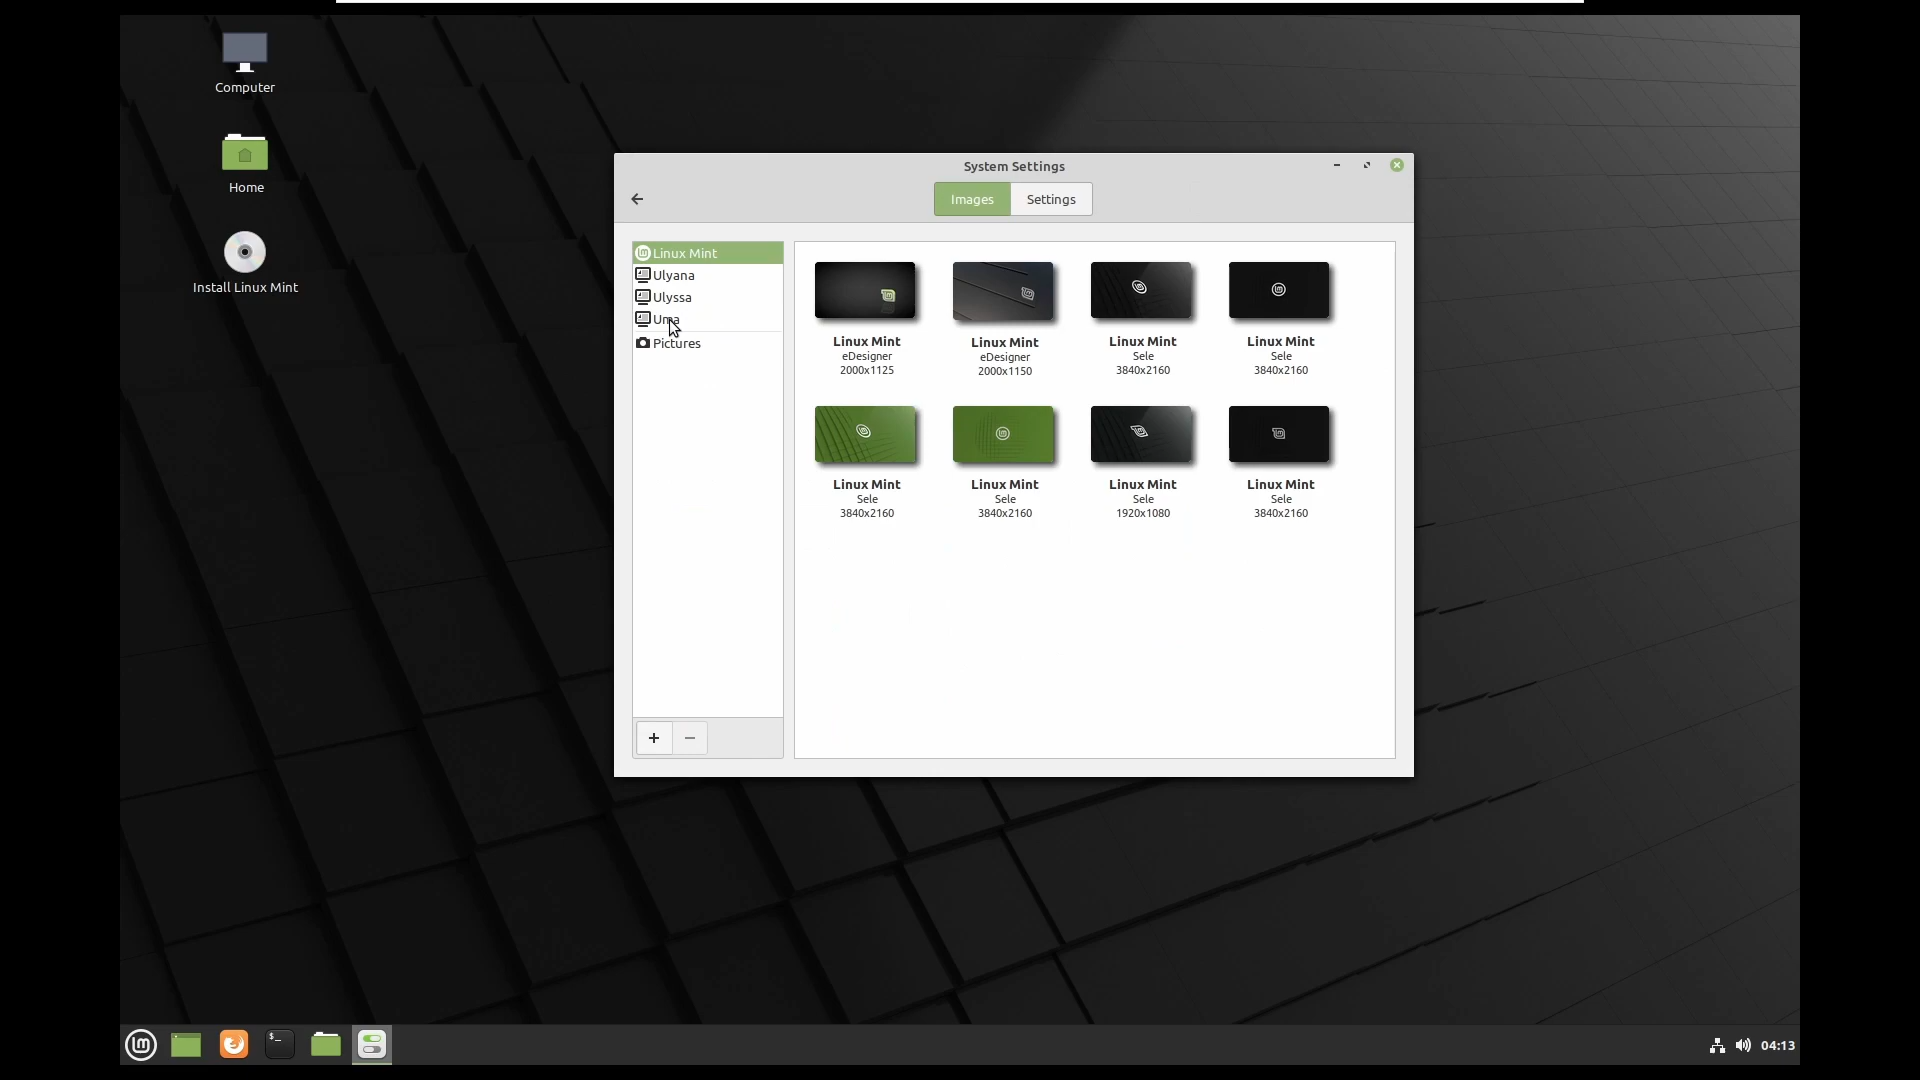 Computer
Home
Install Linux Mint
System Settings
Images
Settings
Linux Mint
Ulyana
Ulyssa
Uma
Pictures
Linux Mint
eDesigner
2000x1125
Linux Mint
eDesigner
2000x1150
Linux Mint
Sele
3840x2160
Linux Mint
Sele
3840x2160
Linux Mint
Sele
3840x2160
Linux Mint
Sele
3840x2160
Linux Mint
Sele
1920x1080
Linux Mint
Sele
3840x2160
04:13